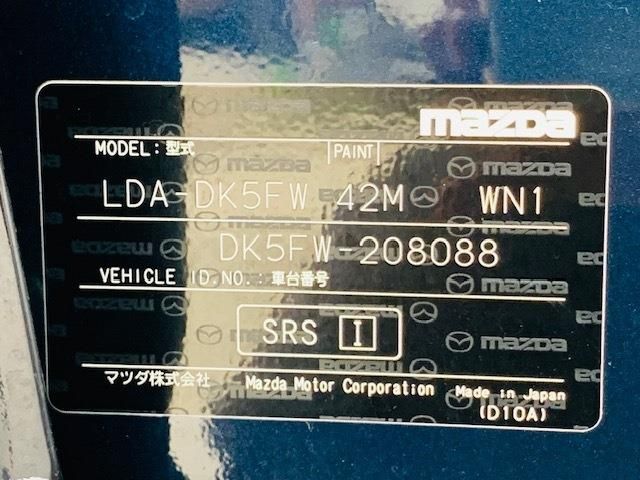 mazda
MODEL:型式 PAINT
LDA-DK5FW 42M WN1
DK5FW-208088
VEHICLE ID.NO.:車台番号
SRS I
マツダ株式会社 Mazda Motor Corporation Made in Japan
(D10A)